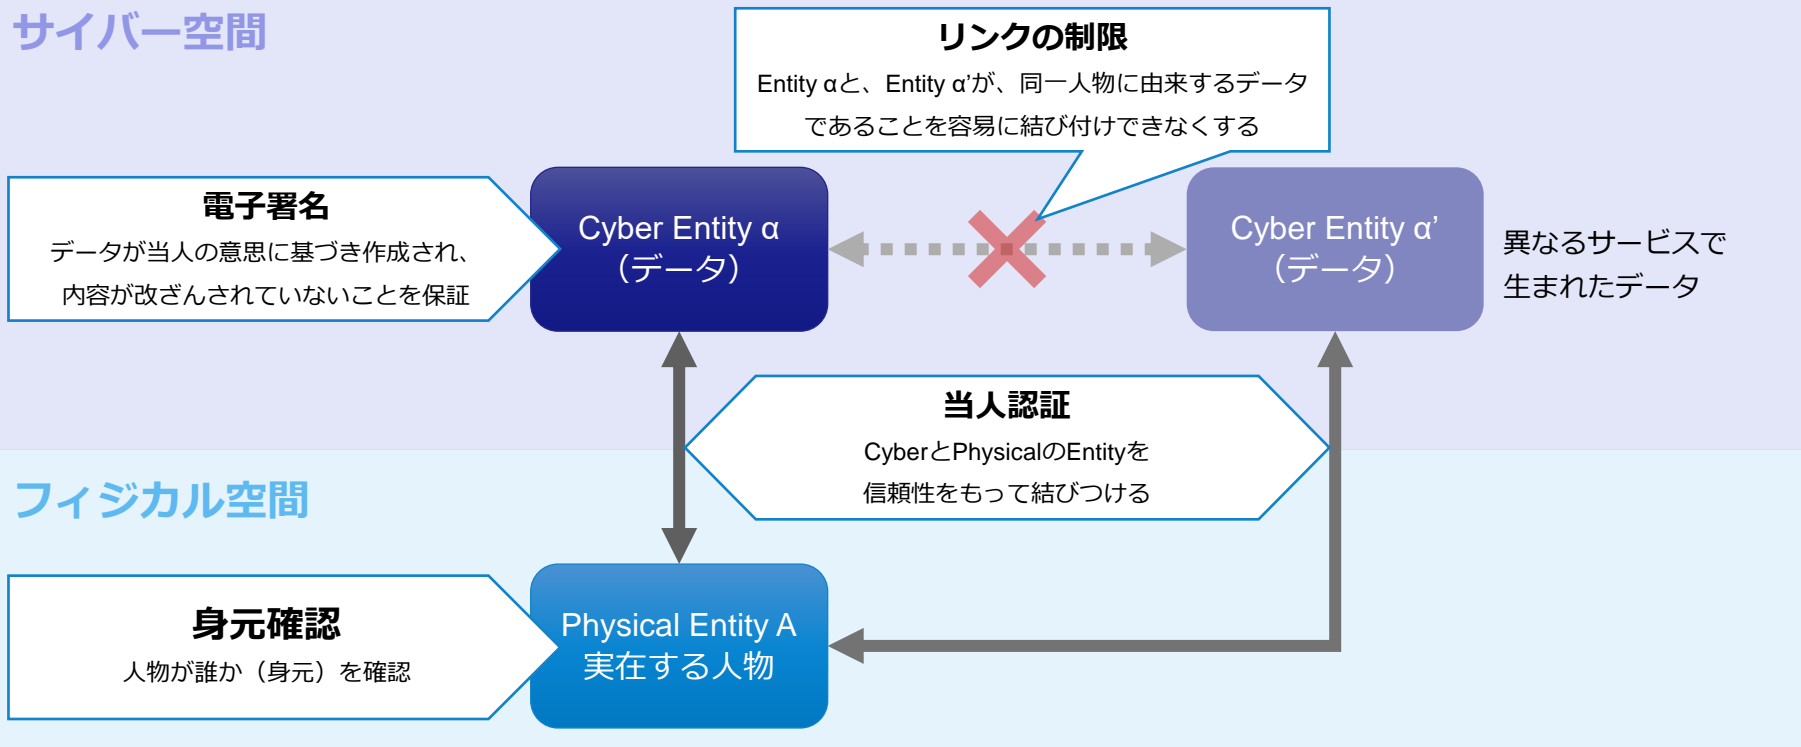 サイバー空間
リンクの制限
Entity αと、Entity α’が、同一人物に由来するデータ
であることを容易に結び付けできなくする
電子署名
データが当人の意思に基づき作成され、
内容が改ざんされていないことを保証
Cyber Entity α
（データ）
Cyber Entity α’
（データ）
異なるサービスで
生まれたデータ
当人認証
CyberとPhysicalのEntityを
信頼性をもって結びつける
フィジカル空間
身元確認
人物が誰か（身元）を確認
Physical Entity A
実在する人物